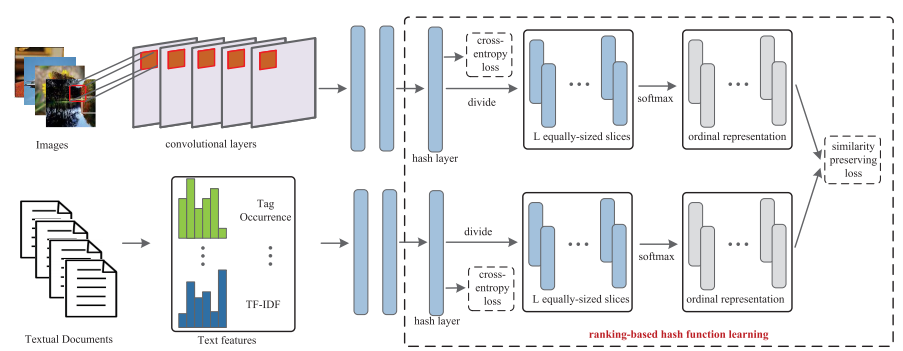 Images
convolutional layers
hash layer
cross-
entropy
loss
divide
L equally-sized slices
softmax
ordinal representation
similarity
preserving
loss
Textual Documents
Tag
Occurrence
TF-IDF
Text features
hash layer
divide
cross-
entropy
loss
L equally-sized slices
softmax
ordinal representation
ranking-based hash function learning